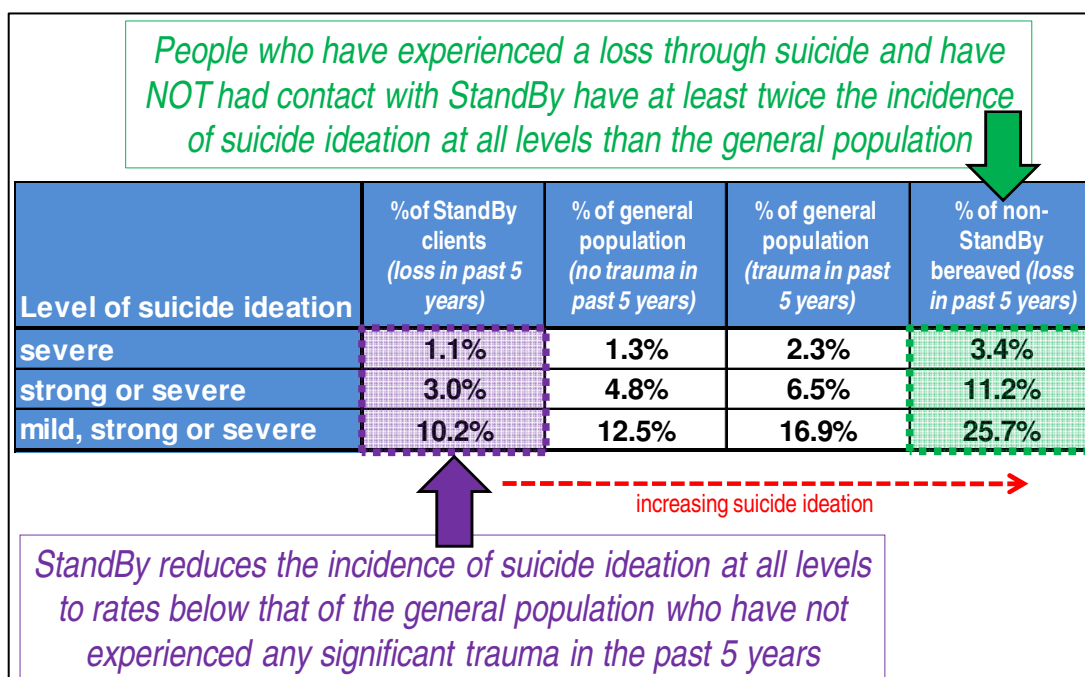 People who have experienced a loss through suicide and have
NOT had contact with StandBy have at least twice the incidence
of suicide ideation at all levels than the general population
Level of suicide ideation
%of StandBy
clients
(loss in past 5
years)
% of general
population
(no trauma in
past 5 years)
% of general
population
(trauma in past
5 years)
% of non-
StandBy
bereaved (loss
in past 5 years)
severe 1.1% 1.3% 2.3% 3.4%
strong or severe 3.0% 4.8% 6.5% 11.2%
mild, strong or severe 10.2% 12.5% 16.9% 25.7%
increasing suicide ideation
StandBy reduces the incidence of suicide ideation at all levels
to rates below that of the general population who have not
experienced any significant trauma in the past 5 years